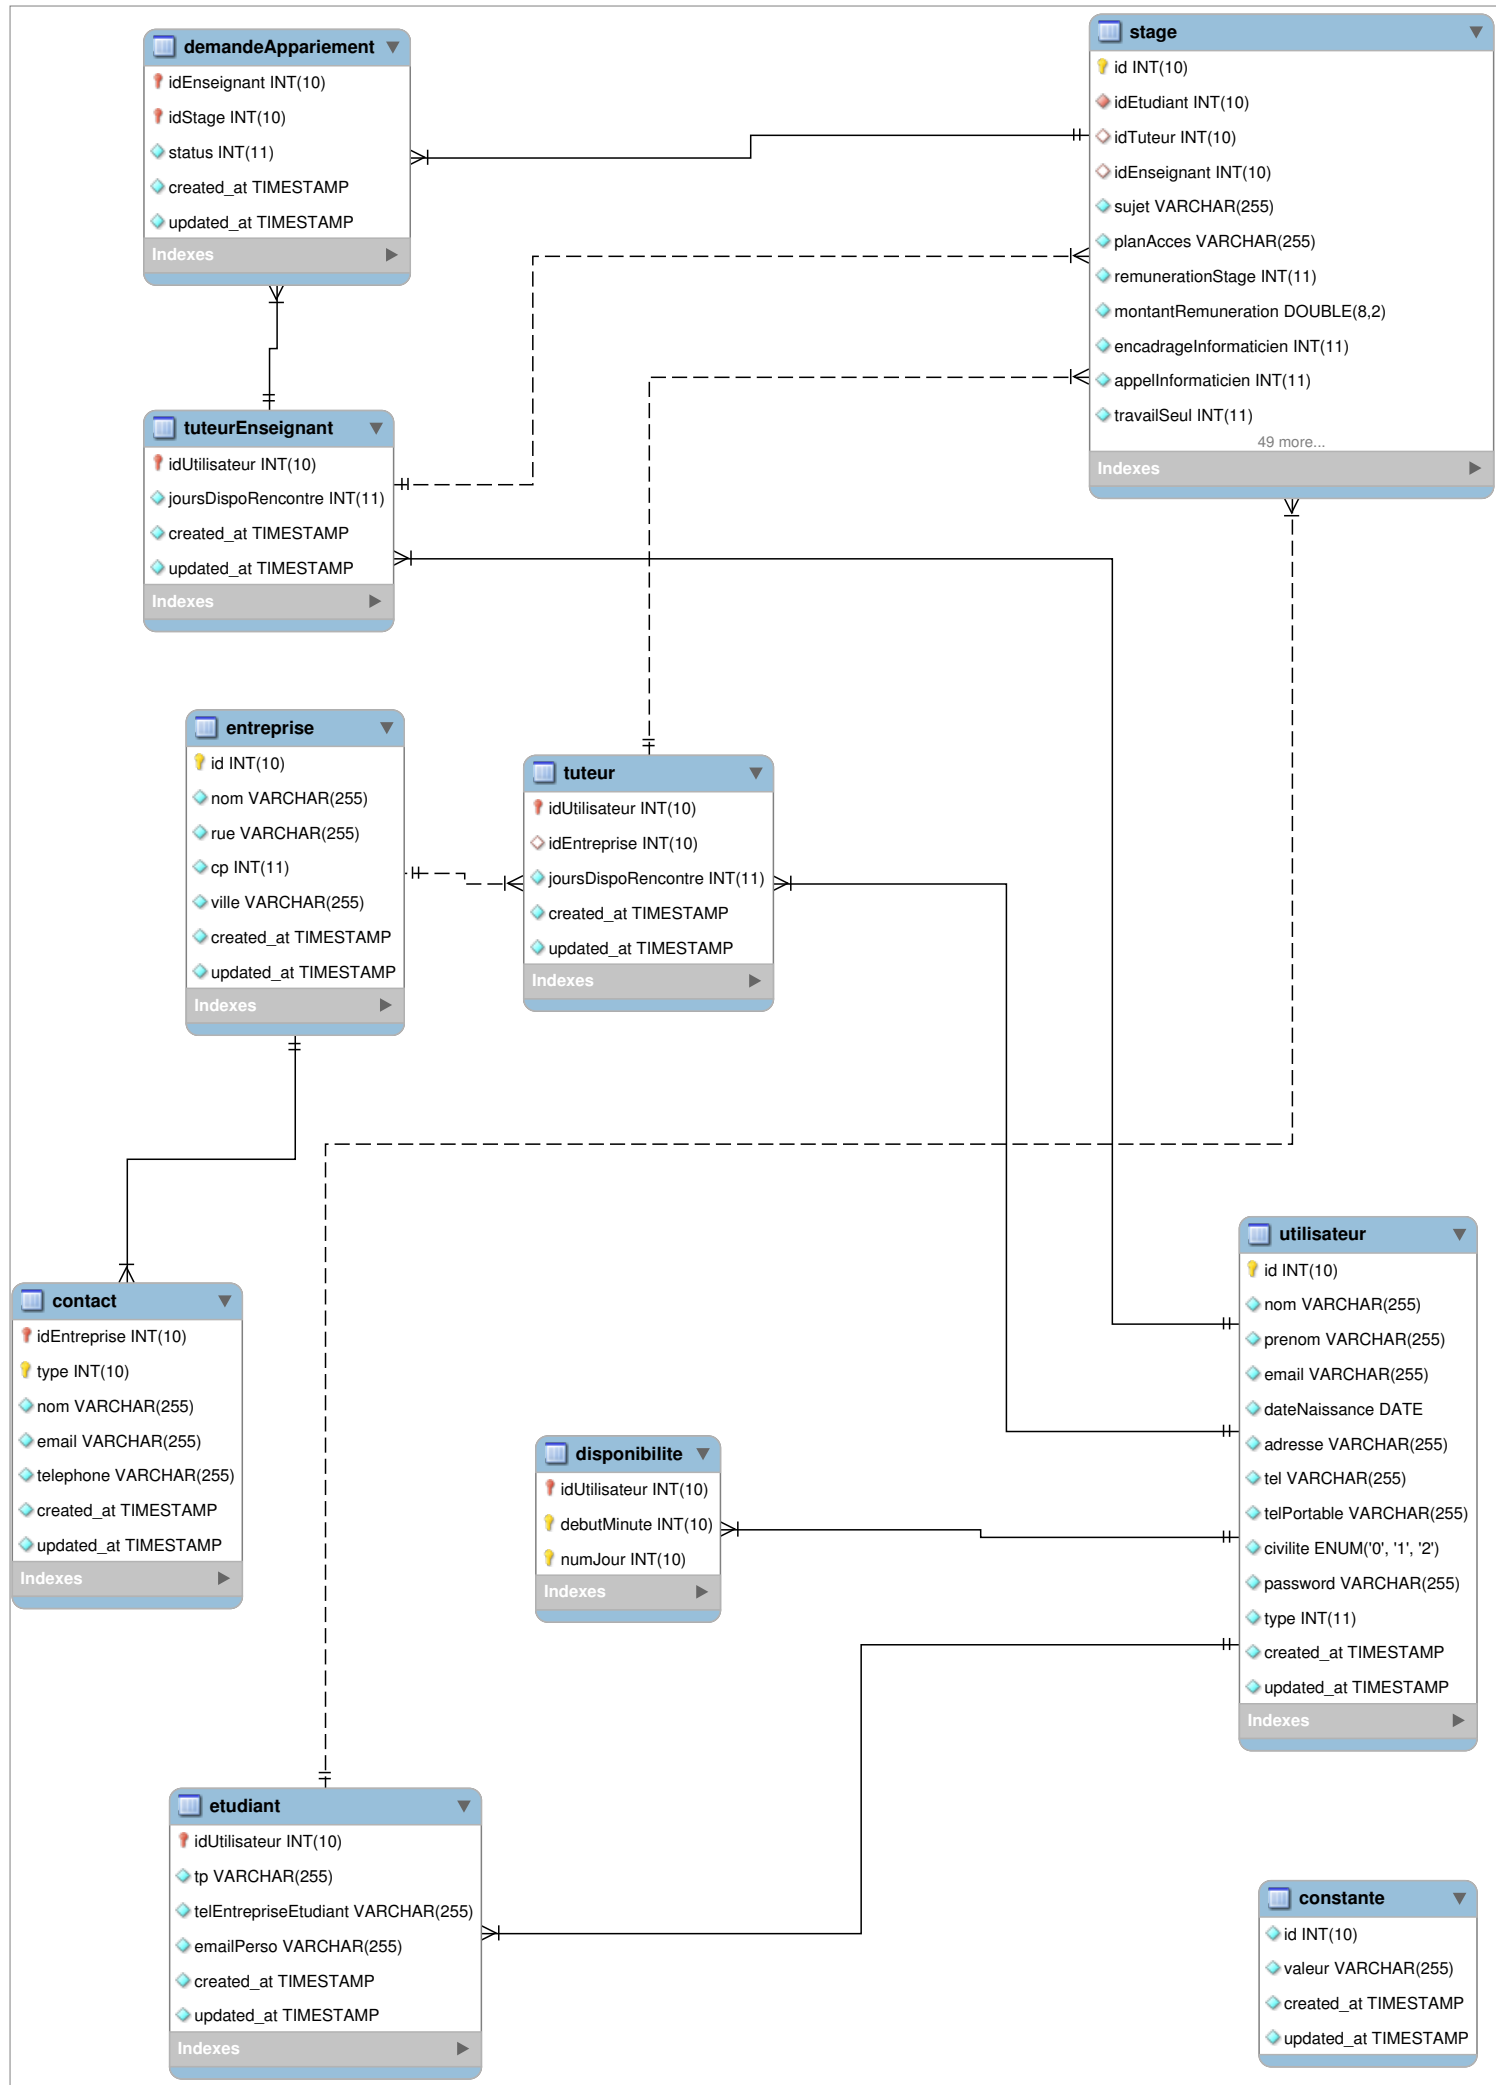 demandeAppariement
idEnseignant INT(10)
idStage INT(10)
status INT(11)
created_at TIMESTAMP
updated_at TIMESTAMP
Indexes
stage
id INT(10)
idEtudiant INT(10)
idTuteur INT(10)
idEnseignant INT(10)
sujet VARCHAR(255)
planAcces VARCHAR(255)
remunerationStage INT(11)
montantRemuneration DOUBLE(8,2)
encadrageInformaticien INT(11)
appelInformaticien INT(11)
travailSeul INT(11)
49 more...
Indexes
tuteurEnseignant
idUtilisateur INT(10)
joursDispoRencontre INT(11)
created_at TIMESTAMP
updated_at TIMESTAMP
Indexes
entreprise
id INT(10)
nom VARCHAR(255)
rue VARCHAR(255)
cp INT(11)
ville VARCHAR(255)
created_at TIMESTAMP
updated_at TIMESTAMP
Indexes
tuteur
idUtilisateur INT(10)
idEntreprise INT(10)
joursDispoRencontre INT(11)
created_at TIMESTAMP
updated_at TIMESTAMP
Indexes
utilisateur
id INT(10)
nom VARCHAR(255)
prenom VARCHAR(255)
email VARCHAR(255)
dateNaissance DATE
adresse VARCHAR(255)
tel VARCHAR(255)
telPortable VARCHAR(255)
civilite ENUM('0', '1', '2')
password VARCHAR(255)
type INT(11)
created_at TIMESTAMP
updated_at TIMESTAMP
Indexes
contact
idEntreprise INT(10)
type INT(10)
nom VARCHAR(255)
email VARCHAR(255)
telephone VARCHAR(255)
created_at TIMESTAMP
updated_at TIMESTAMP
Indexes
disponibilite
idUtilisateur INT(10)
debutMinute INT(10)
numJour INT(10)
Indexes
etudiant
idUtilisateur INT(10)
tp VARCHAR(255)
telEntrepriseEtudiant VARCHAR(255)
emailPerso VARCHAR(255)
created_at TIMESTAMP
updated_at TIMESTAMP
Indexes
constante
id INT(10)
valeur VARCHAR(255)
created_at TIMESTAMP
updated_at TIMESTAMP